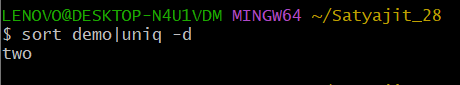 LENOVO@DESKTOP-N4U1VDM MINGW64 ~/Satyajit_28
$ sort demo|uniq -d
two